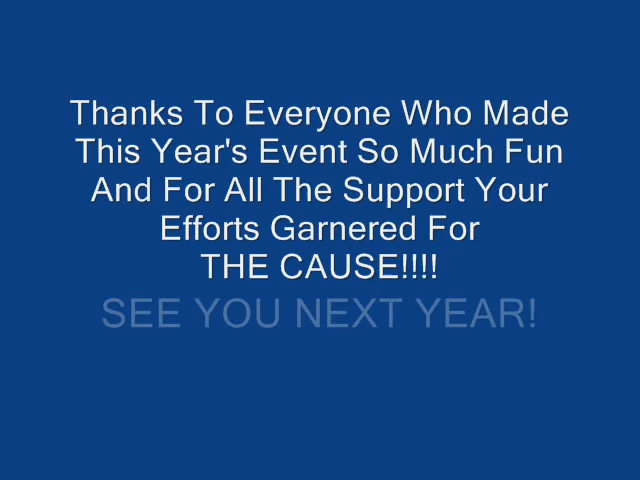 Thanks To Everyone Who Made
This Year's Event So Much Fun
And For All The Support Your
Efforts Garnered For
THE CAUSE!!!!
SEE YOU NEXT YEAR!